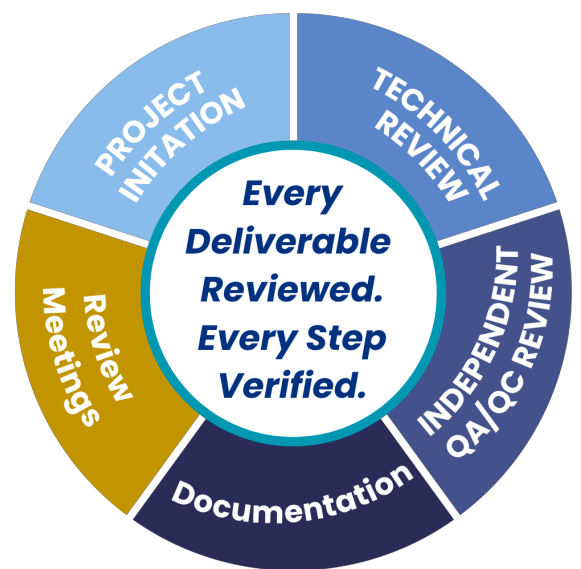 PROJECT
INITATION
TECHNICAL
REVIEW
INDEPENDENT
QA/QC REVIEW
Documentation
Review
Meetings
Every
Deliverable
Reviewed.
Every Step
Verified.